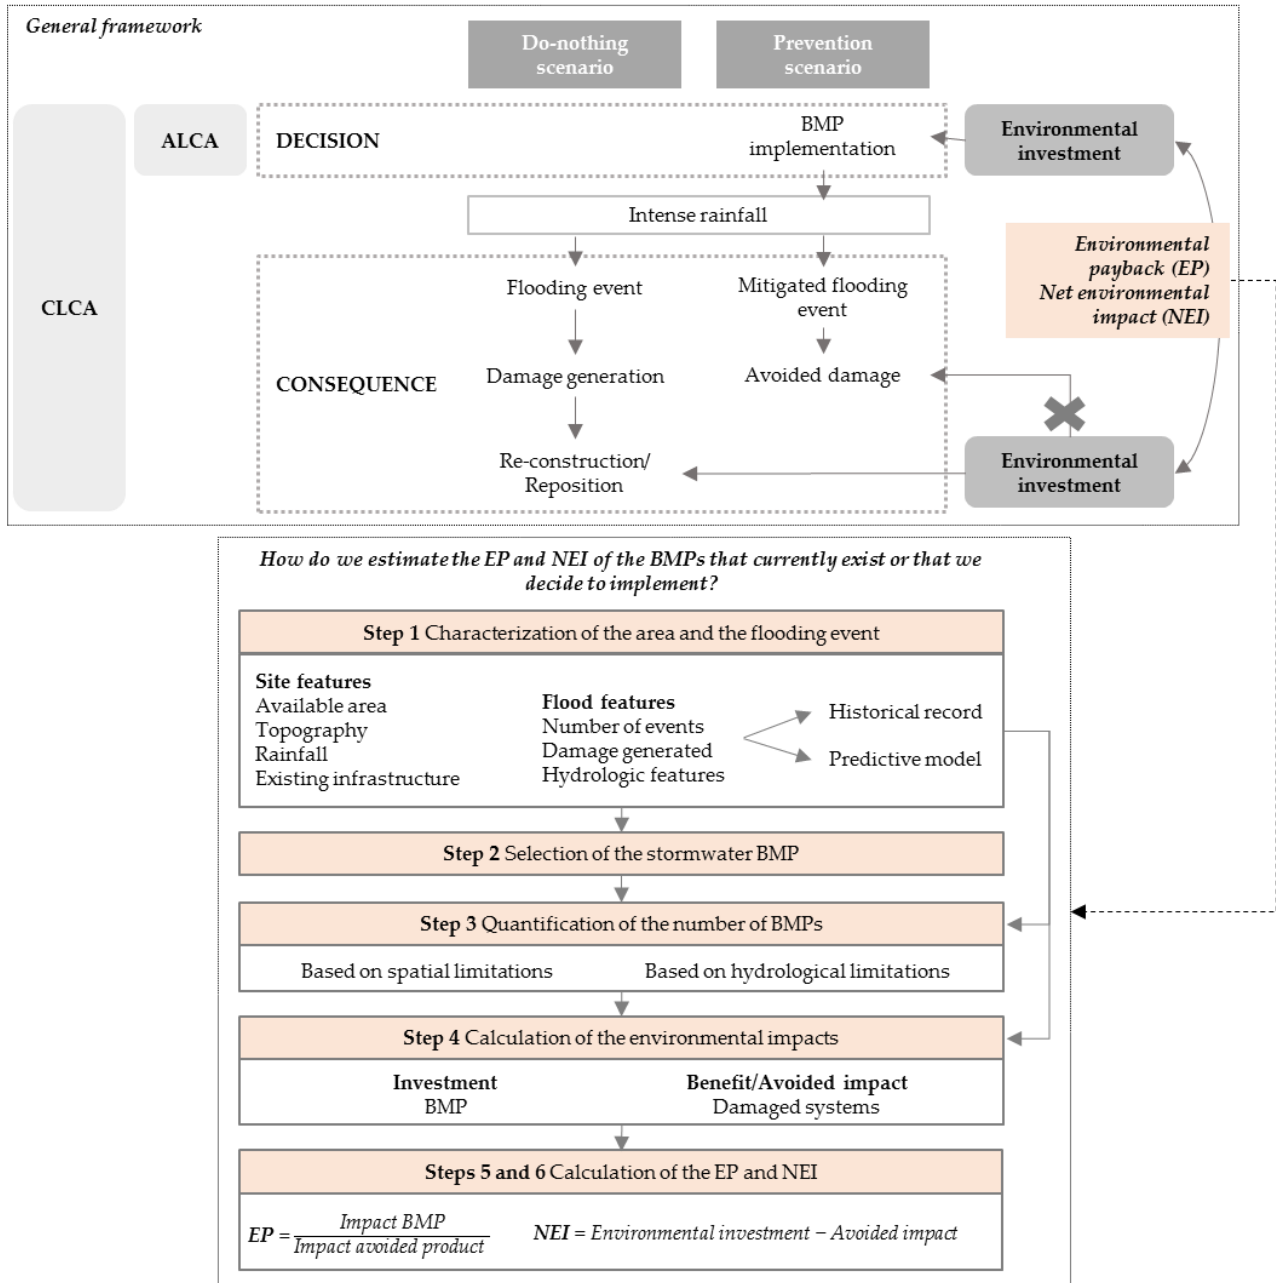 General framework
Do-nothing
scenario
Prevention
scenario
ALCA
DECISION
BMP
implementation
Environmental
investment
Intense rainfall
Environmental
payback (EP)
Net environmental
impact (NEI)
CLCA
Flooding event
Mitigated flooding
event
CONSEQUENCE
Damage generation
Avoided damage
Re-construction/
Reposition
Environmental
investment
How do we estimate the EP and NEI of the BMPs that currently exist or that we
decide to implement?
Step 1 Characterization of the area and the flooding event
Site features
Available area
Topography
Rainfall
Existing infrastructure
Flood features
Number of events
Damage generated
Hydrologic features
Historical record
Predictive model
Step 2 Selection of the stormwater BMP
Step 3 Quantification of the number of BMPs
Based on spatial limitations
Based on hydrological limitations
Step 4 Calculation of the environmental impacts
Investment
BMP
Benefit/Avoided impact
Damaged systems
Steps 5 and 6 Calculation of the EP and NEI
EP = Impact BMP
Impact avoided product
NEI = Environmental investment − Avoided impact